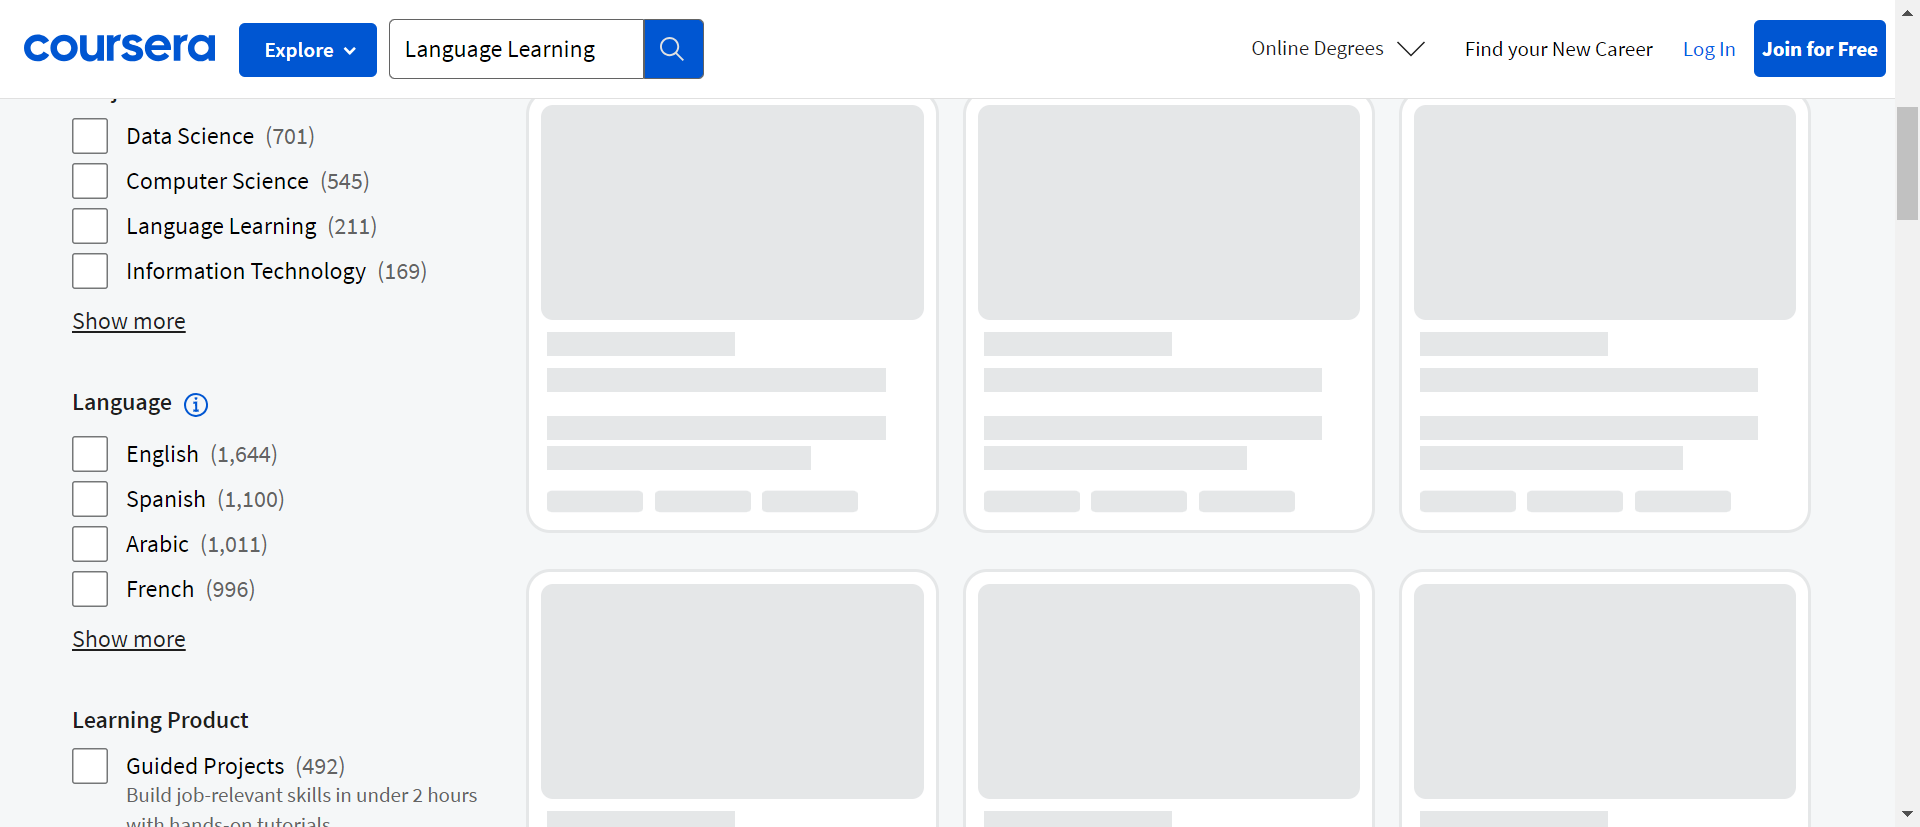 coursera
Explore
Language Learning
Online Degrees
Find your New Career
Log In
Join for Free
Data Science (701)
Computer Science (545)
Language Learning (211)
Information Technology (169)
Show more
Language
English (1,644)
Spanish (1,100)
Arabic (1,011)
French (996)
Show more
Learning Product
Guided Projects (492)
Build job-relevant skills in under 2 hours
with hands-on tutorials